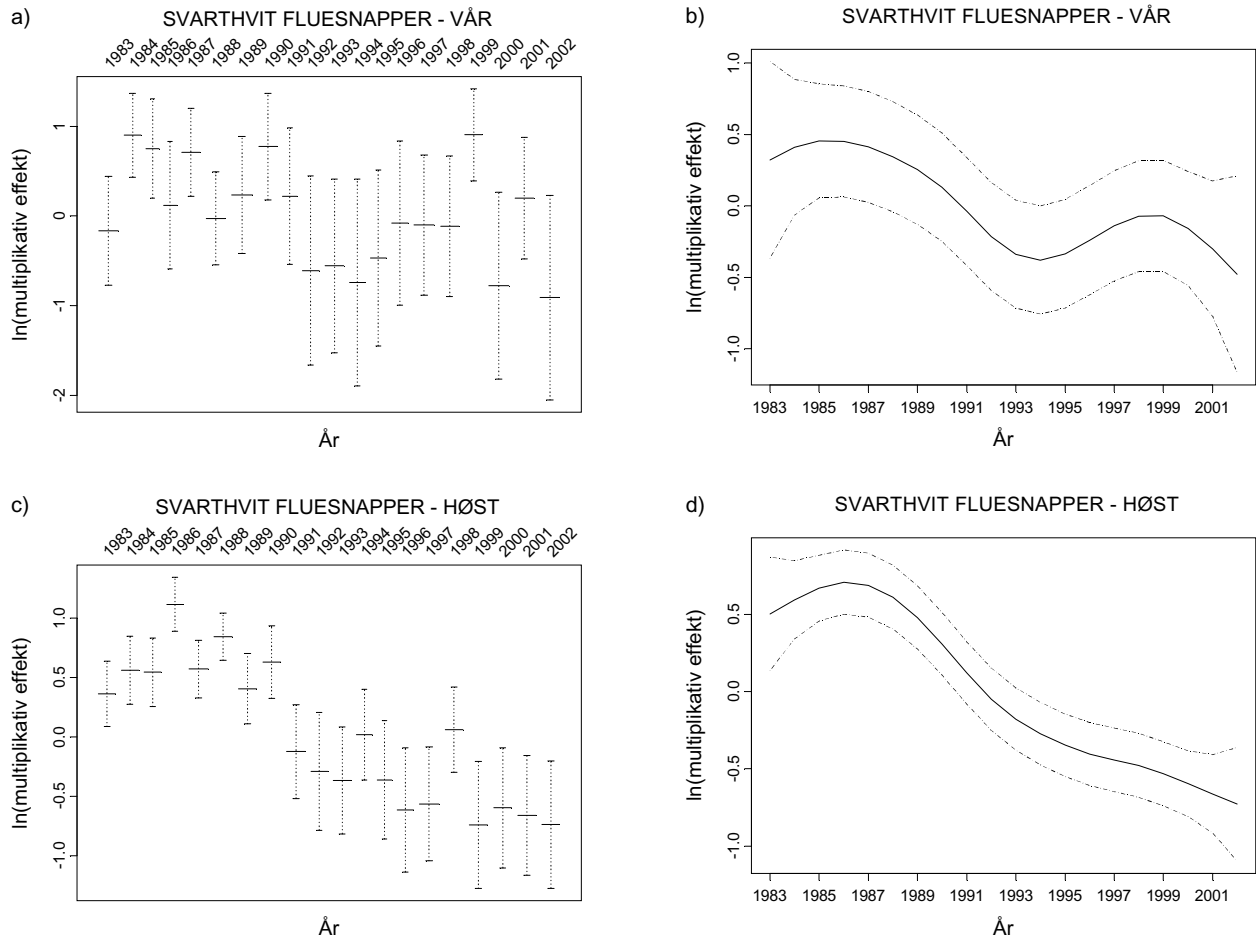 a)
SVARTHVIT FLUESNAPPER - VÅR
1983 1984 1985 1986 1987 1988 1989 1990 1991 1992 1993 1994 1995 1996 1997 1998 1999 2000 2001 2002
ln(multiplikativ effekt)
1
0
-1
-2
År
b)
SVARTHVIT FLUESNAPPER - VÅR
ln(multiplikativ effekt)
1.0
0.5
0.0
-0.5
-1.0
1983 1985 1987 1989 1991 1993 1995 1997 1999 2001
År
c)
SVARTHVIT FLUESNAPPER - HØST
1983 1984 1985 1986 1987 1988 1989 1990 1991 1992 1993 1994 1995 1996 1997 1998 1999 2000 2001 2002
ln(multiplikativ effekt)
1.0
0.5
0.0
-0.5
-1.0
År
d)
SVARTHVIT FLUESNAPPER - HØST
ln(multiplikativ effekt)
0.5
0.0
-0.5
-1.0
1983 1985 1987 1989 1991 1993 1995 1997 1999 2001
År